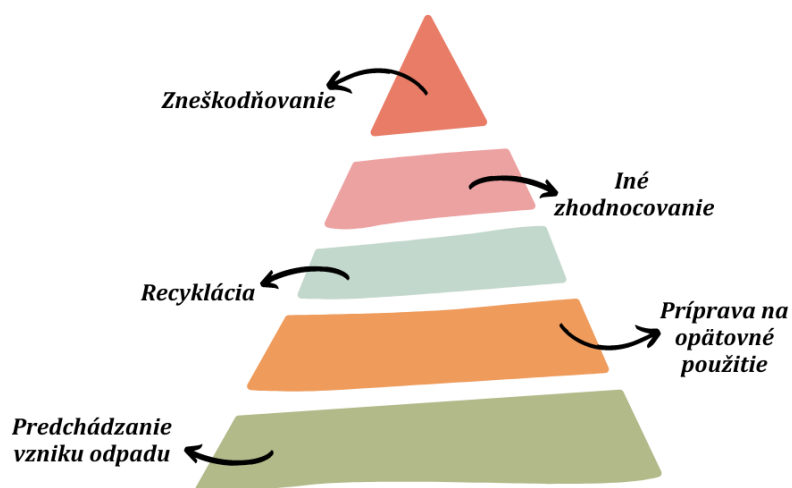 Zneškodňovanie
Iné
zhodnocovanie
Recyklácia
Príprava na
opätovné
použitie
Predchádzanie
vzniku odpadu